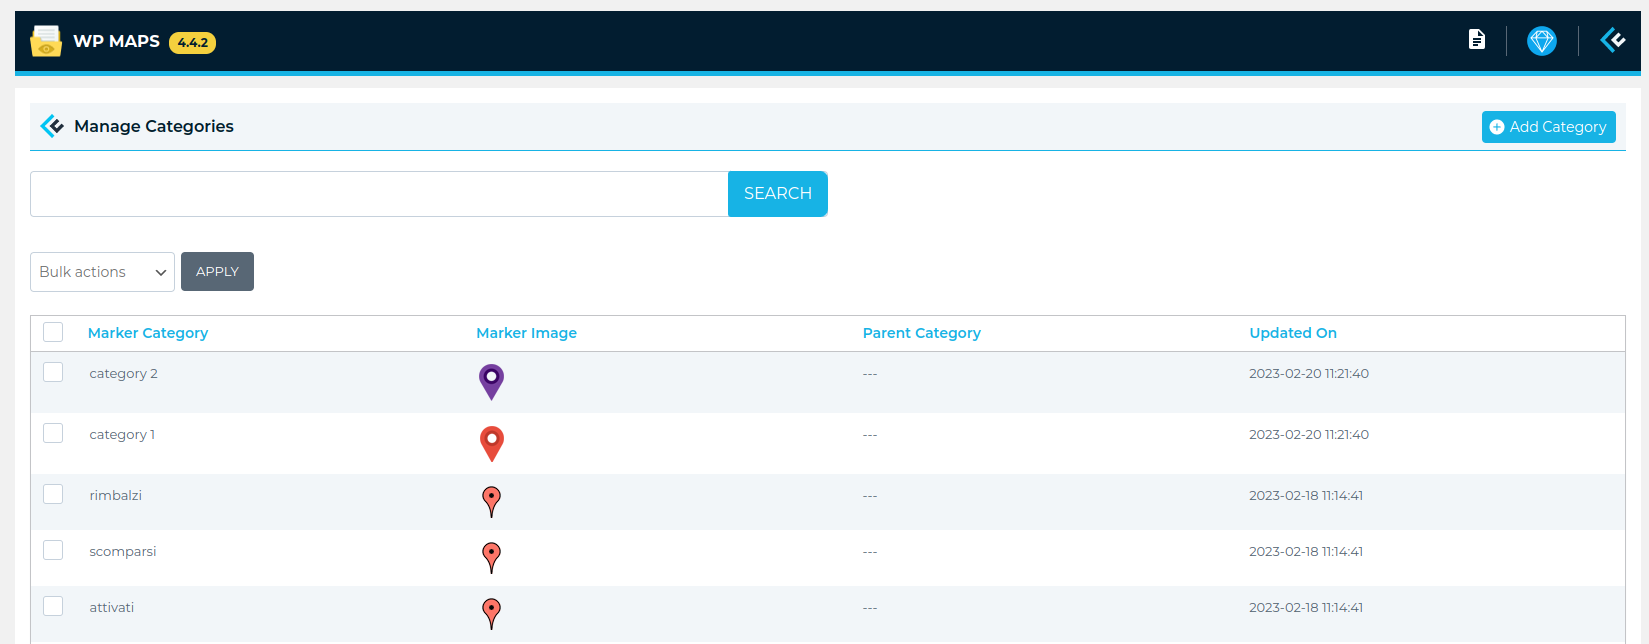 WP MAPS 4.4.2
Manage Categories
Add Category
SEARCH
Bulk actions APPLY
Marker Category Marker Image Parent Category Updated On
category 2 --- 2023-02-20 11:21:40
category 1 --- 2023-02-20 11:21:40
rimbalzi --- 2023-02-18 11:14:41
scomparsi --- 2023-02-18 11:14:41
attivati --- 2023-02-18 11:14:41